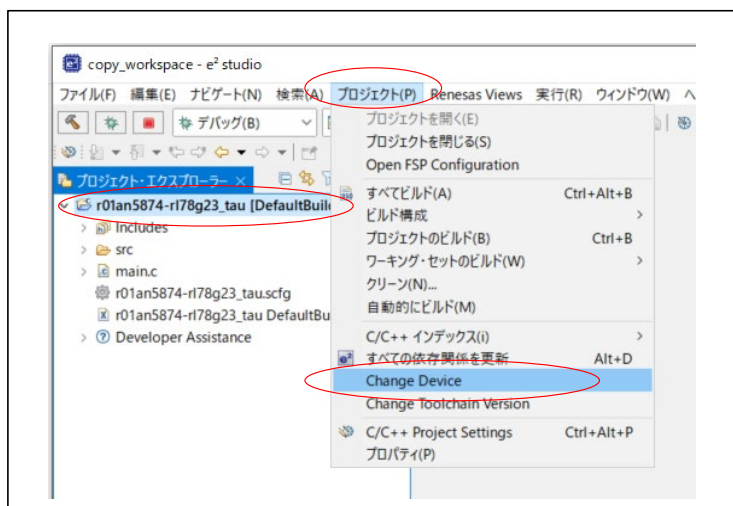 copy_workspace - e² studio
ファイル(F) 編集(E) ナビゲート(N) 検索(A) プロジェクト(P) Renesas Views 実行(R) ウィンドウ(W) ヘ
デバッグ(B)
プロジェクト・エクスプローラー
r01an5874-rl78g23_tau [DefaultBuild
Includes
src
main.c
r01an5874-rl78g23_tau.scfg
r01an5874-rl78g23_tau DefaultBu
Developer Assistance
プロジェクトを開く(E)
プロジェクトを閉じる(S)
Open FSP Configuration
すべてビルド(A) Ctrl+Alt+B
ビルド構成
プロジェクトのビルド(B) Ctrl+B
ワーキング・セットのビルド(W)
クリーン(N)...
自動的にビルド(M)
C/C++ インデックス(i)
すべての依存関係を更新 Alt+D
Change Device
Change Toolchain Version
C/C++ Project Settings Ctrl+Alt+P
プロパティ(P)